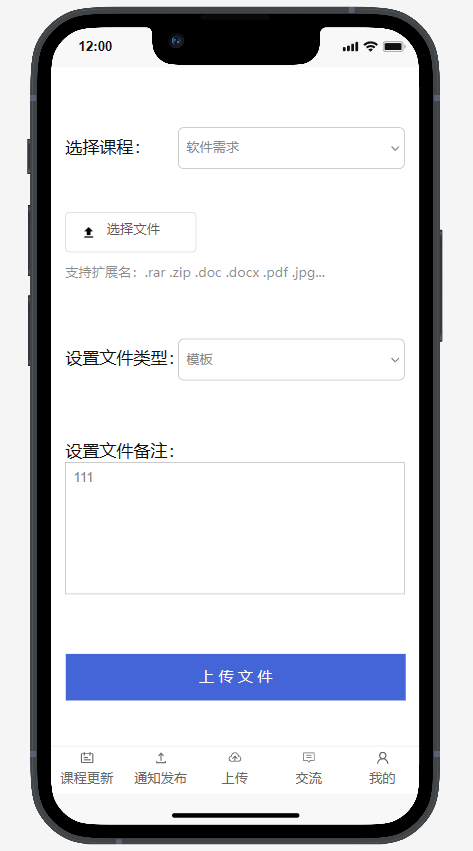 12:00
选择课程： 软件需求
选择文件
支持扩展名：.rar .zip .doc .docx .pdf .jpg...
设置文件类型： 模板
设置文件备注：
111
上传文件
课程更新 通知发布 上传 交流 我的